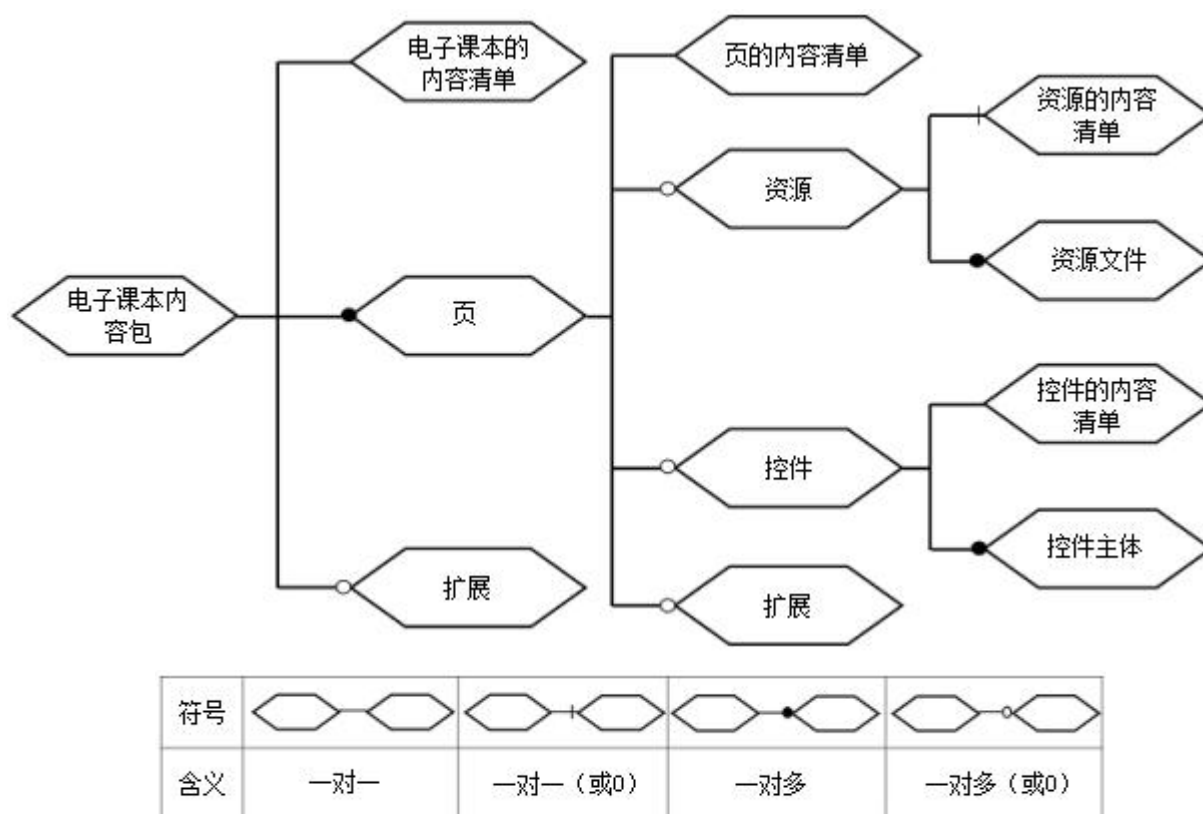 电子课本的
内容清单
页的内容清单
资源的内容
清单
资源
资源文件
电子课本内
容包
页
控件的内容
清单
控件
控件主体
扩展
扩展
符号
含义
一对一
一对一（或0）
一对多
一对多（或0）